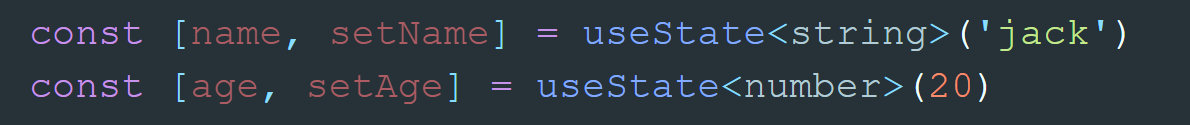 const [name, setName] = useState<string>('jack')
const [age, setAge] = useState<number>(20)